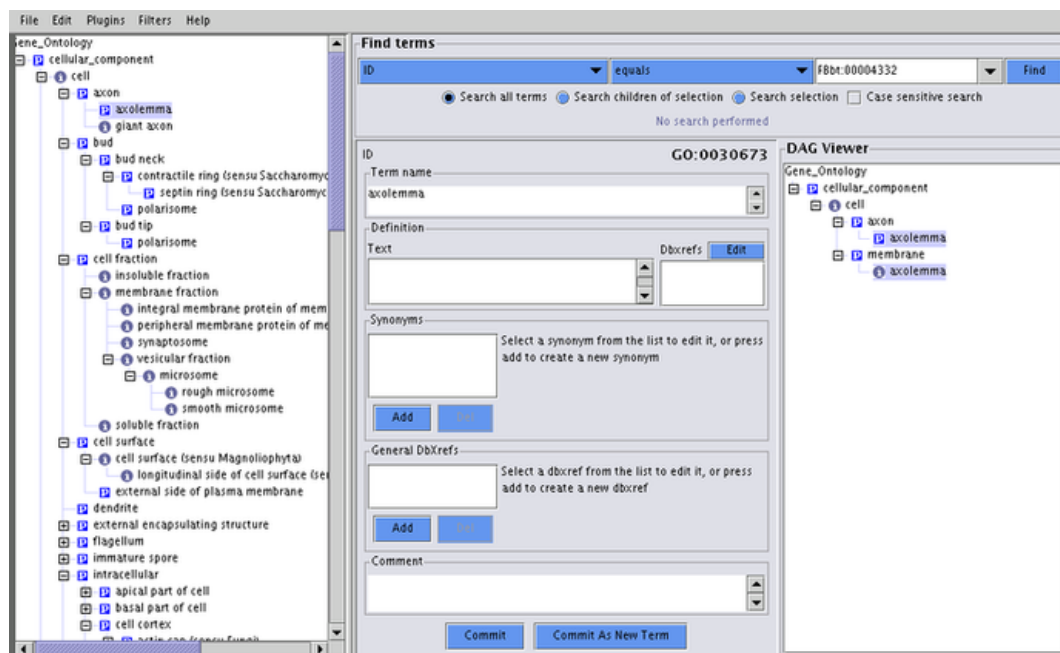 File Edit Plugins Filters Help
ene_Ontology
cellular_component
cell
axon
axolemma
giant axon
bud
bud neck
contractile ring (sensu Saccharomyc
septin ring (sensu Saccharomyc
polarisome
bud tip
polarisome
cell fraction
insoluble fraction
membrane fraction
integral membrane protein of mem
peripheral membrane protein of me
synaptosome
vesicular fraction
microsome
rough microsome
smooth microsome
soluble fraction
cell surface
cell surface (sensu Magnoliophyta)
longitudinal side of cell surface (se
external side of plasma membrane
dendrite
external encapsulating structure
flagellum
immature spore
intracellular
apical part of cell
basal part of cell
cell cortex
actin cap (sensu Fungi)
Find terms
ID equals FBbt:00004332 Find
Search all terms Search children of selection Search selection Case sensitive search
No search performed
ID GO:0030673
Term name
axolemma
Definition
Text Dbxrefs Edit
Synonyms
Select a synonym from the list to edit it, or press
add to create a new synonym
Add Del
General DbXrefs
Select a dbxref from the list to edit it, or press
add to create a new dbxref
Add Del
Comment
Commit Commit As New Term
DAG Viewer
Gene_Ontology
cellular_component
cell
axon
axolemma
membrane
axolemma